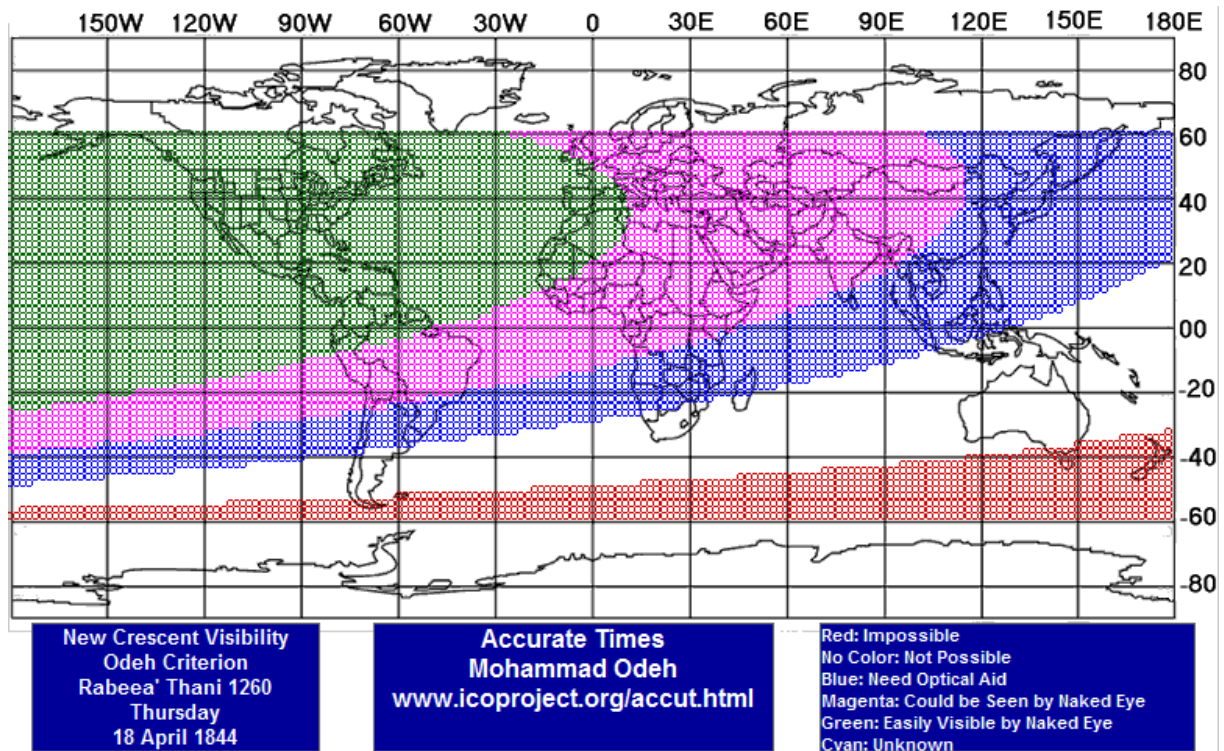 150W 120W 90W 60W 30W 0 30E 60E 90E 120E 150E 180E
80
60
40
20
00
-20
-40
-60
-80
New Crescent Visibility
Odeh Criterion
Rabeea' Thani 1260
Thursday
18 April 1844
Accurate Times
Mohammad Odeh
www.icoproject.org/accut.html
Red: Impossible
No Color: Not Possible
Blue: Need Optical Aid
Magenta: Could be Seen by Naked Eye
Green: Easily Visible by Naked Eye
Cyan: Unknown